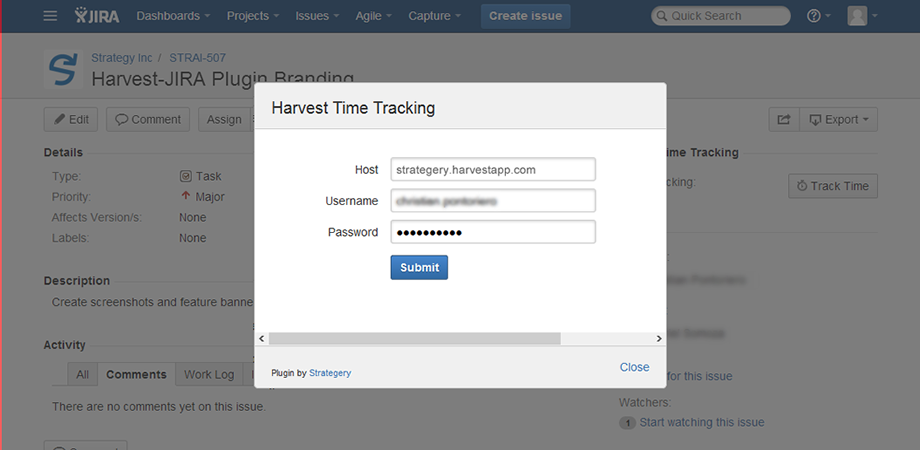 JIRA Dashboards Projects Issues Agile Capture Create issue Quick Search ?
Strategy Inc / STRAI-507
Harvest-JIRA Plugin Branding
Edit Comment Assign Export
Details
Type: Task
Priority: Major
Affects Version/s: None
Labels: None
Description
Create screenshots and feature banne
Activity
All Comments Work Log
There are no comments yet on this issue.
Harvest Time Tracking
Host strategery.harvestapp.com
Username
Password ●●●●●●●●●●
Submit
Plugin by Strategery
Close
me Tracking
cking: Track Time
for this issue
Watchers:
1 Start watching this issue